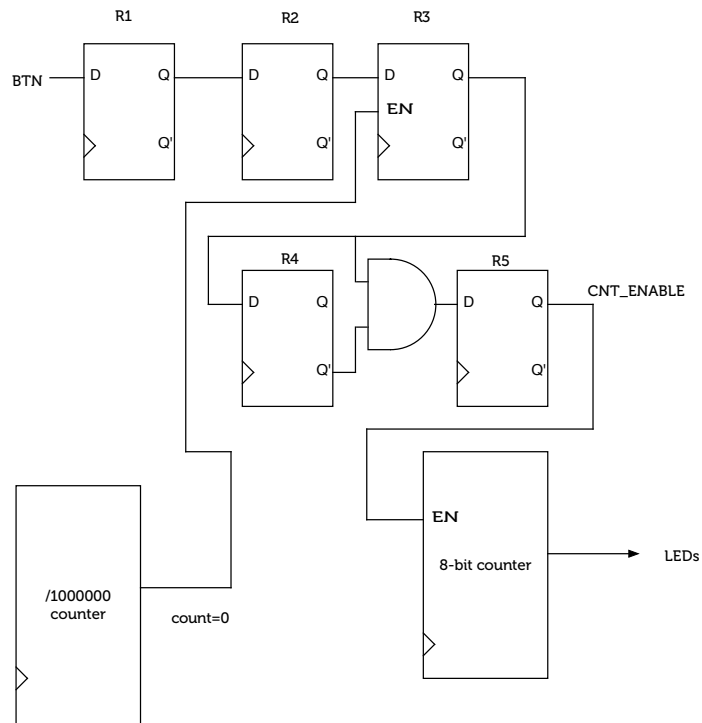 R1
R2
R3
BTN
D
Q
Q'
D
Q
Q'
D
Q
EN
Q'
R4
R5
D
Q
Q'
D
Q
Q'
CNT_ENABLE
EN
8-bit counter
LEDs
/1000000
counter
count=0